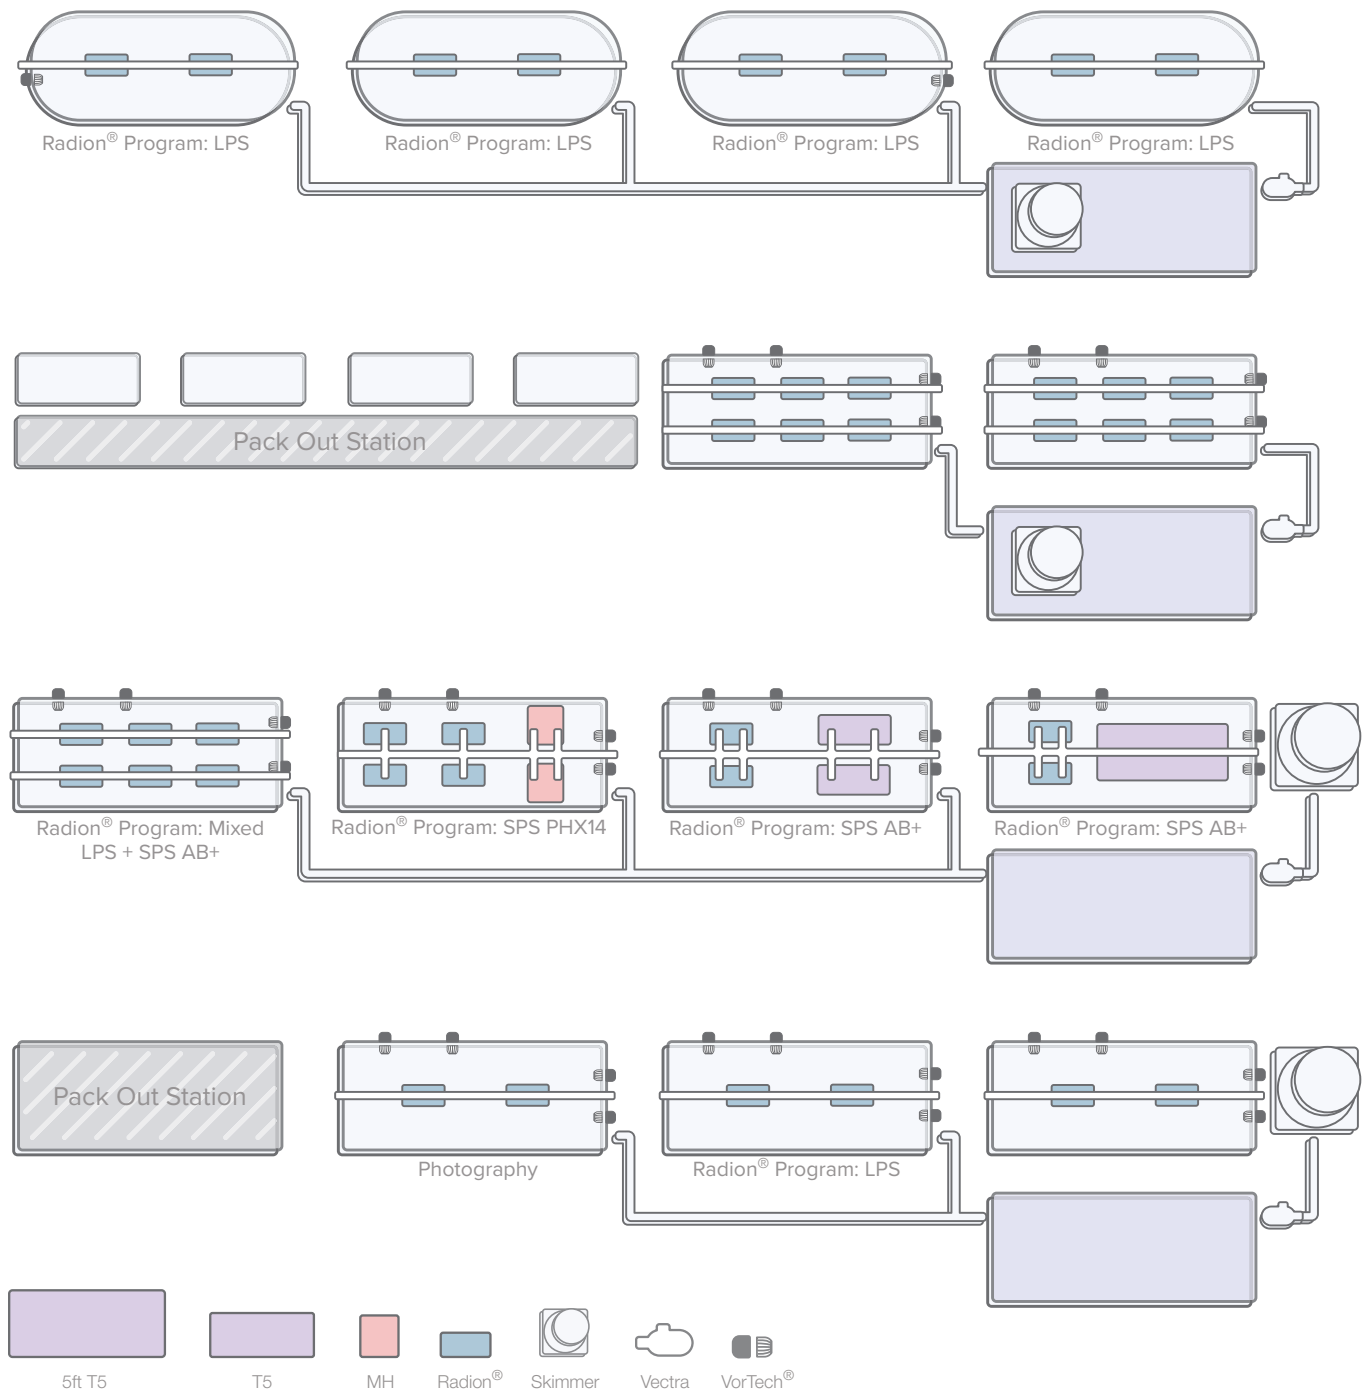 Radion® Program: LPS
Radion® Program: LPS
Radion® Program: LPS
Radion® Program: LPS
Pack Out Station
Radion® Program: Mixed
LPS + SPS AB+
Radion® Program: SPS PHX14
Radion® Program: SPS AB+
Radion® Program: SPS AB+
Pack Out Station
Photography
Radion® Program: LPS
5ft T5
T5
MH
Radion®
Skimmer
Vectra
VorTech®